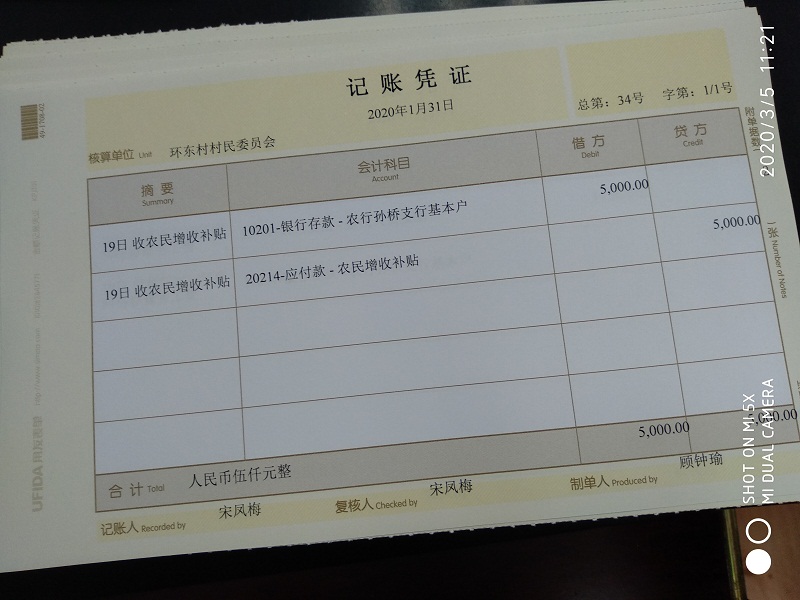 记账凭证
2020年1月31日
总第：34号 字第：1/1号
核算单位 Unit 环东村村民委员会
附单据数
摘要 会计科目 借方 贷方
Summary Account Debit Credit
19日 收农民增收补贴 10201-银行存款 - 农行孙桥支行基本户 5,000.00
19日 收农民增收补贴 20214-应付款 - 农民增收补贴 5,000.00
张 Number of Notes
合计 Total 人民币伍仟元整 5,000.00 5,000.00
记账人 Recorded by 宋凤梅 复核人 Checked by 宋凤梅 制单人 Produced by 顾钟瑜
UFIDA 用友表单
2020/3/5 11:21
SHOT ON MI 5X
MI DUAL CAMERA